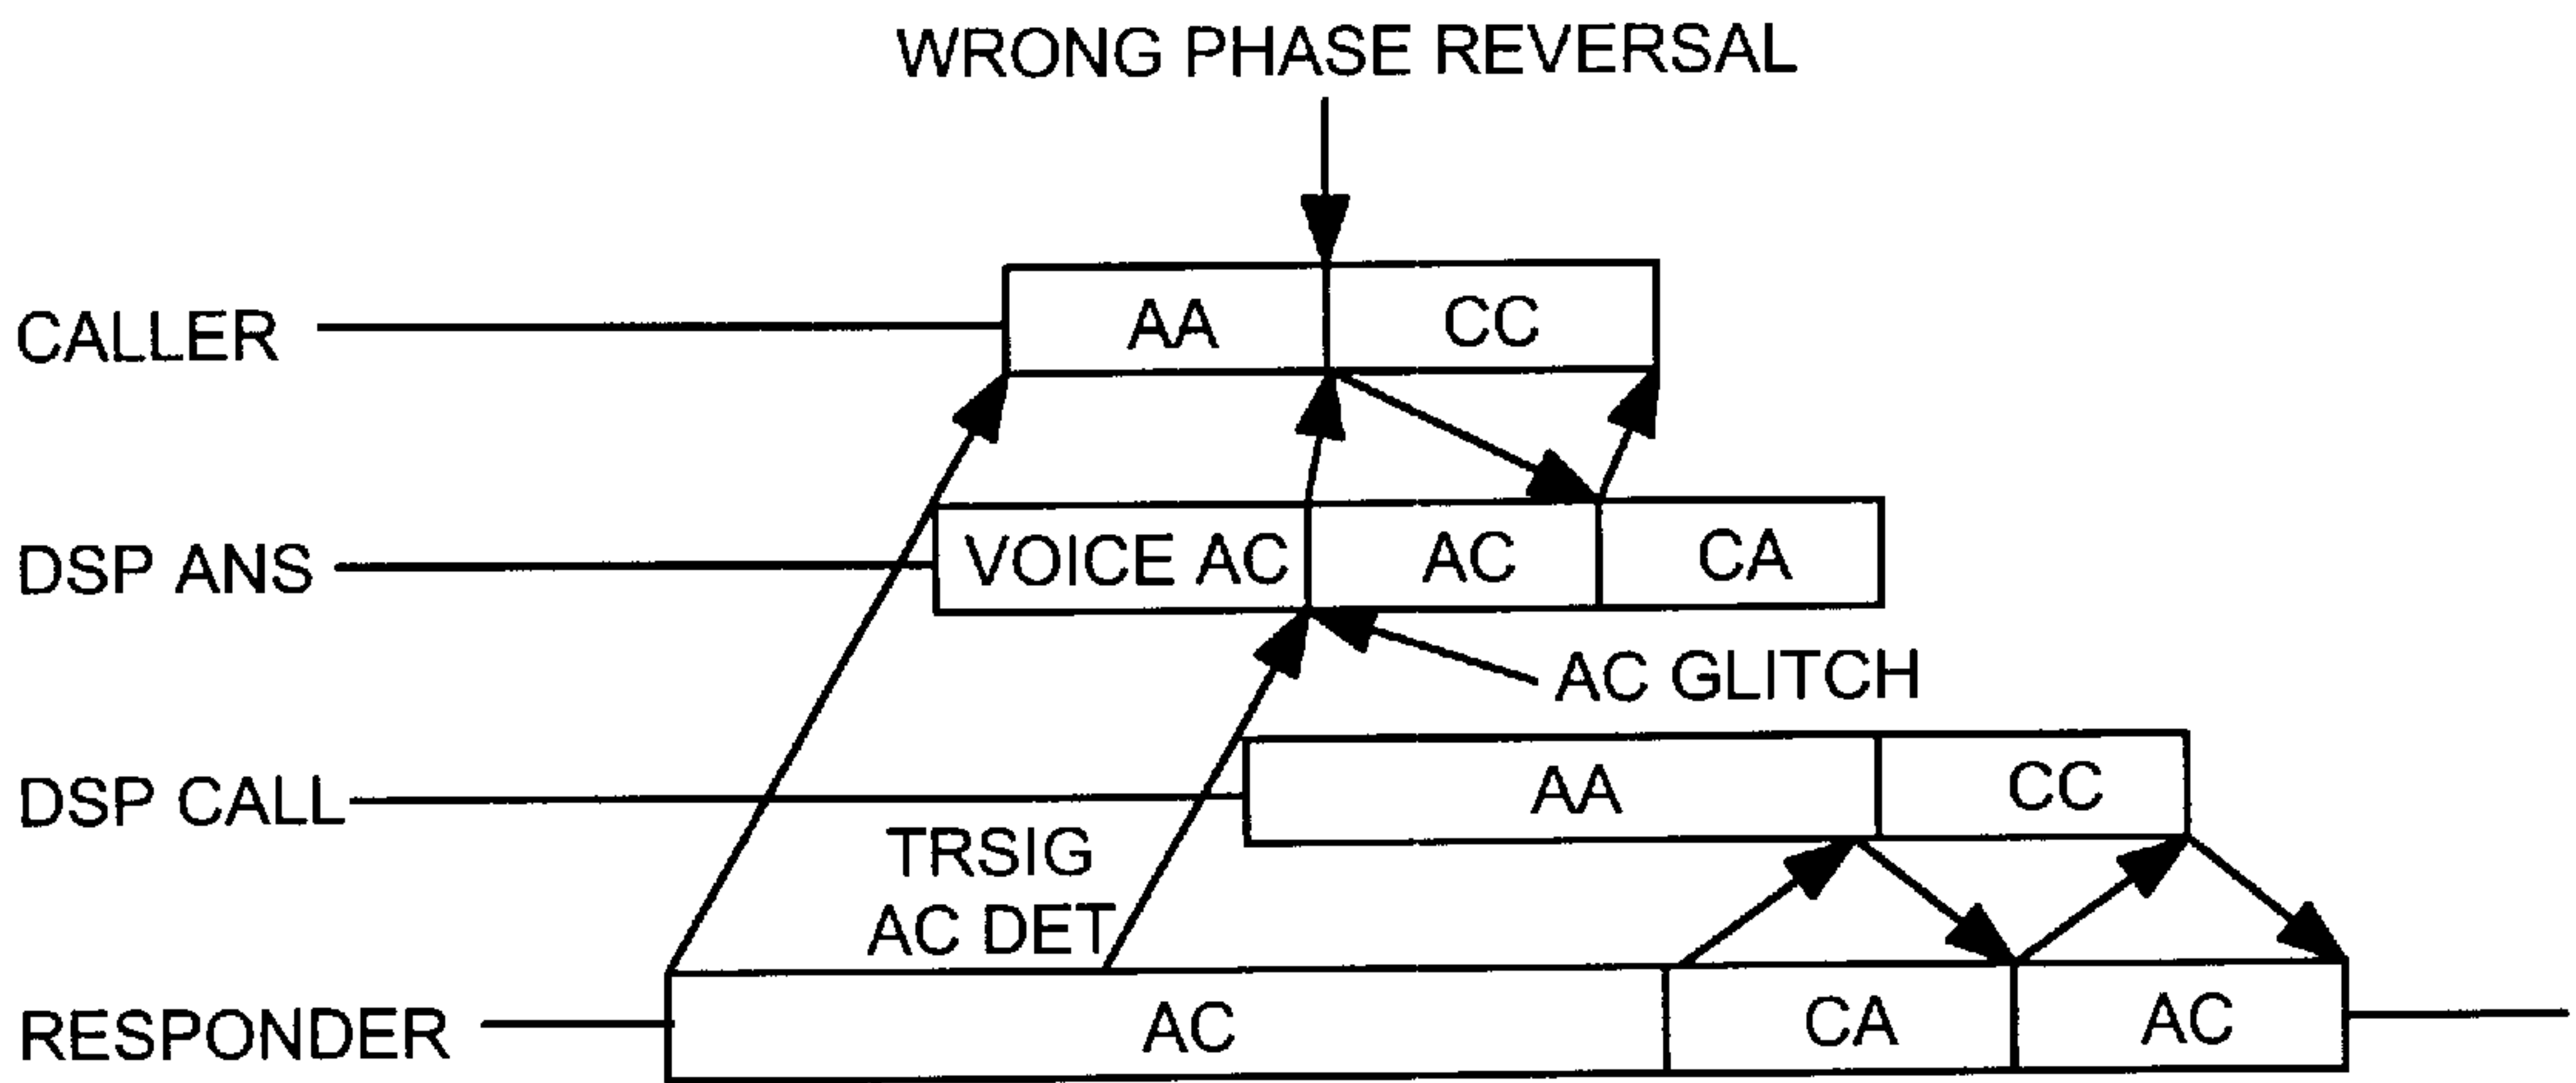 WRONG PHASE REVERSAL
CALLER
AA
CC
DSP ANS
VOICE AC
AC
CA
AC GLITCH
DSP CALL
AA
CC
TRSIG
AC DET
RESPONDER
AC
CA
AC